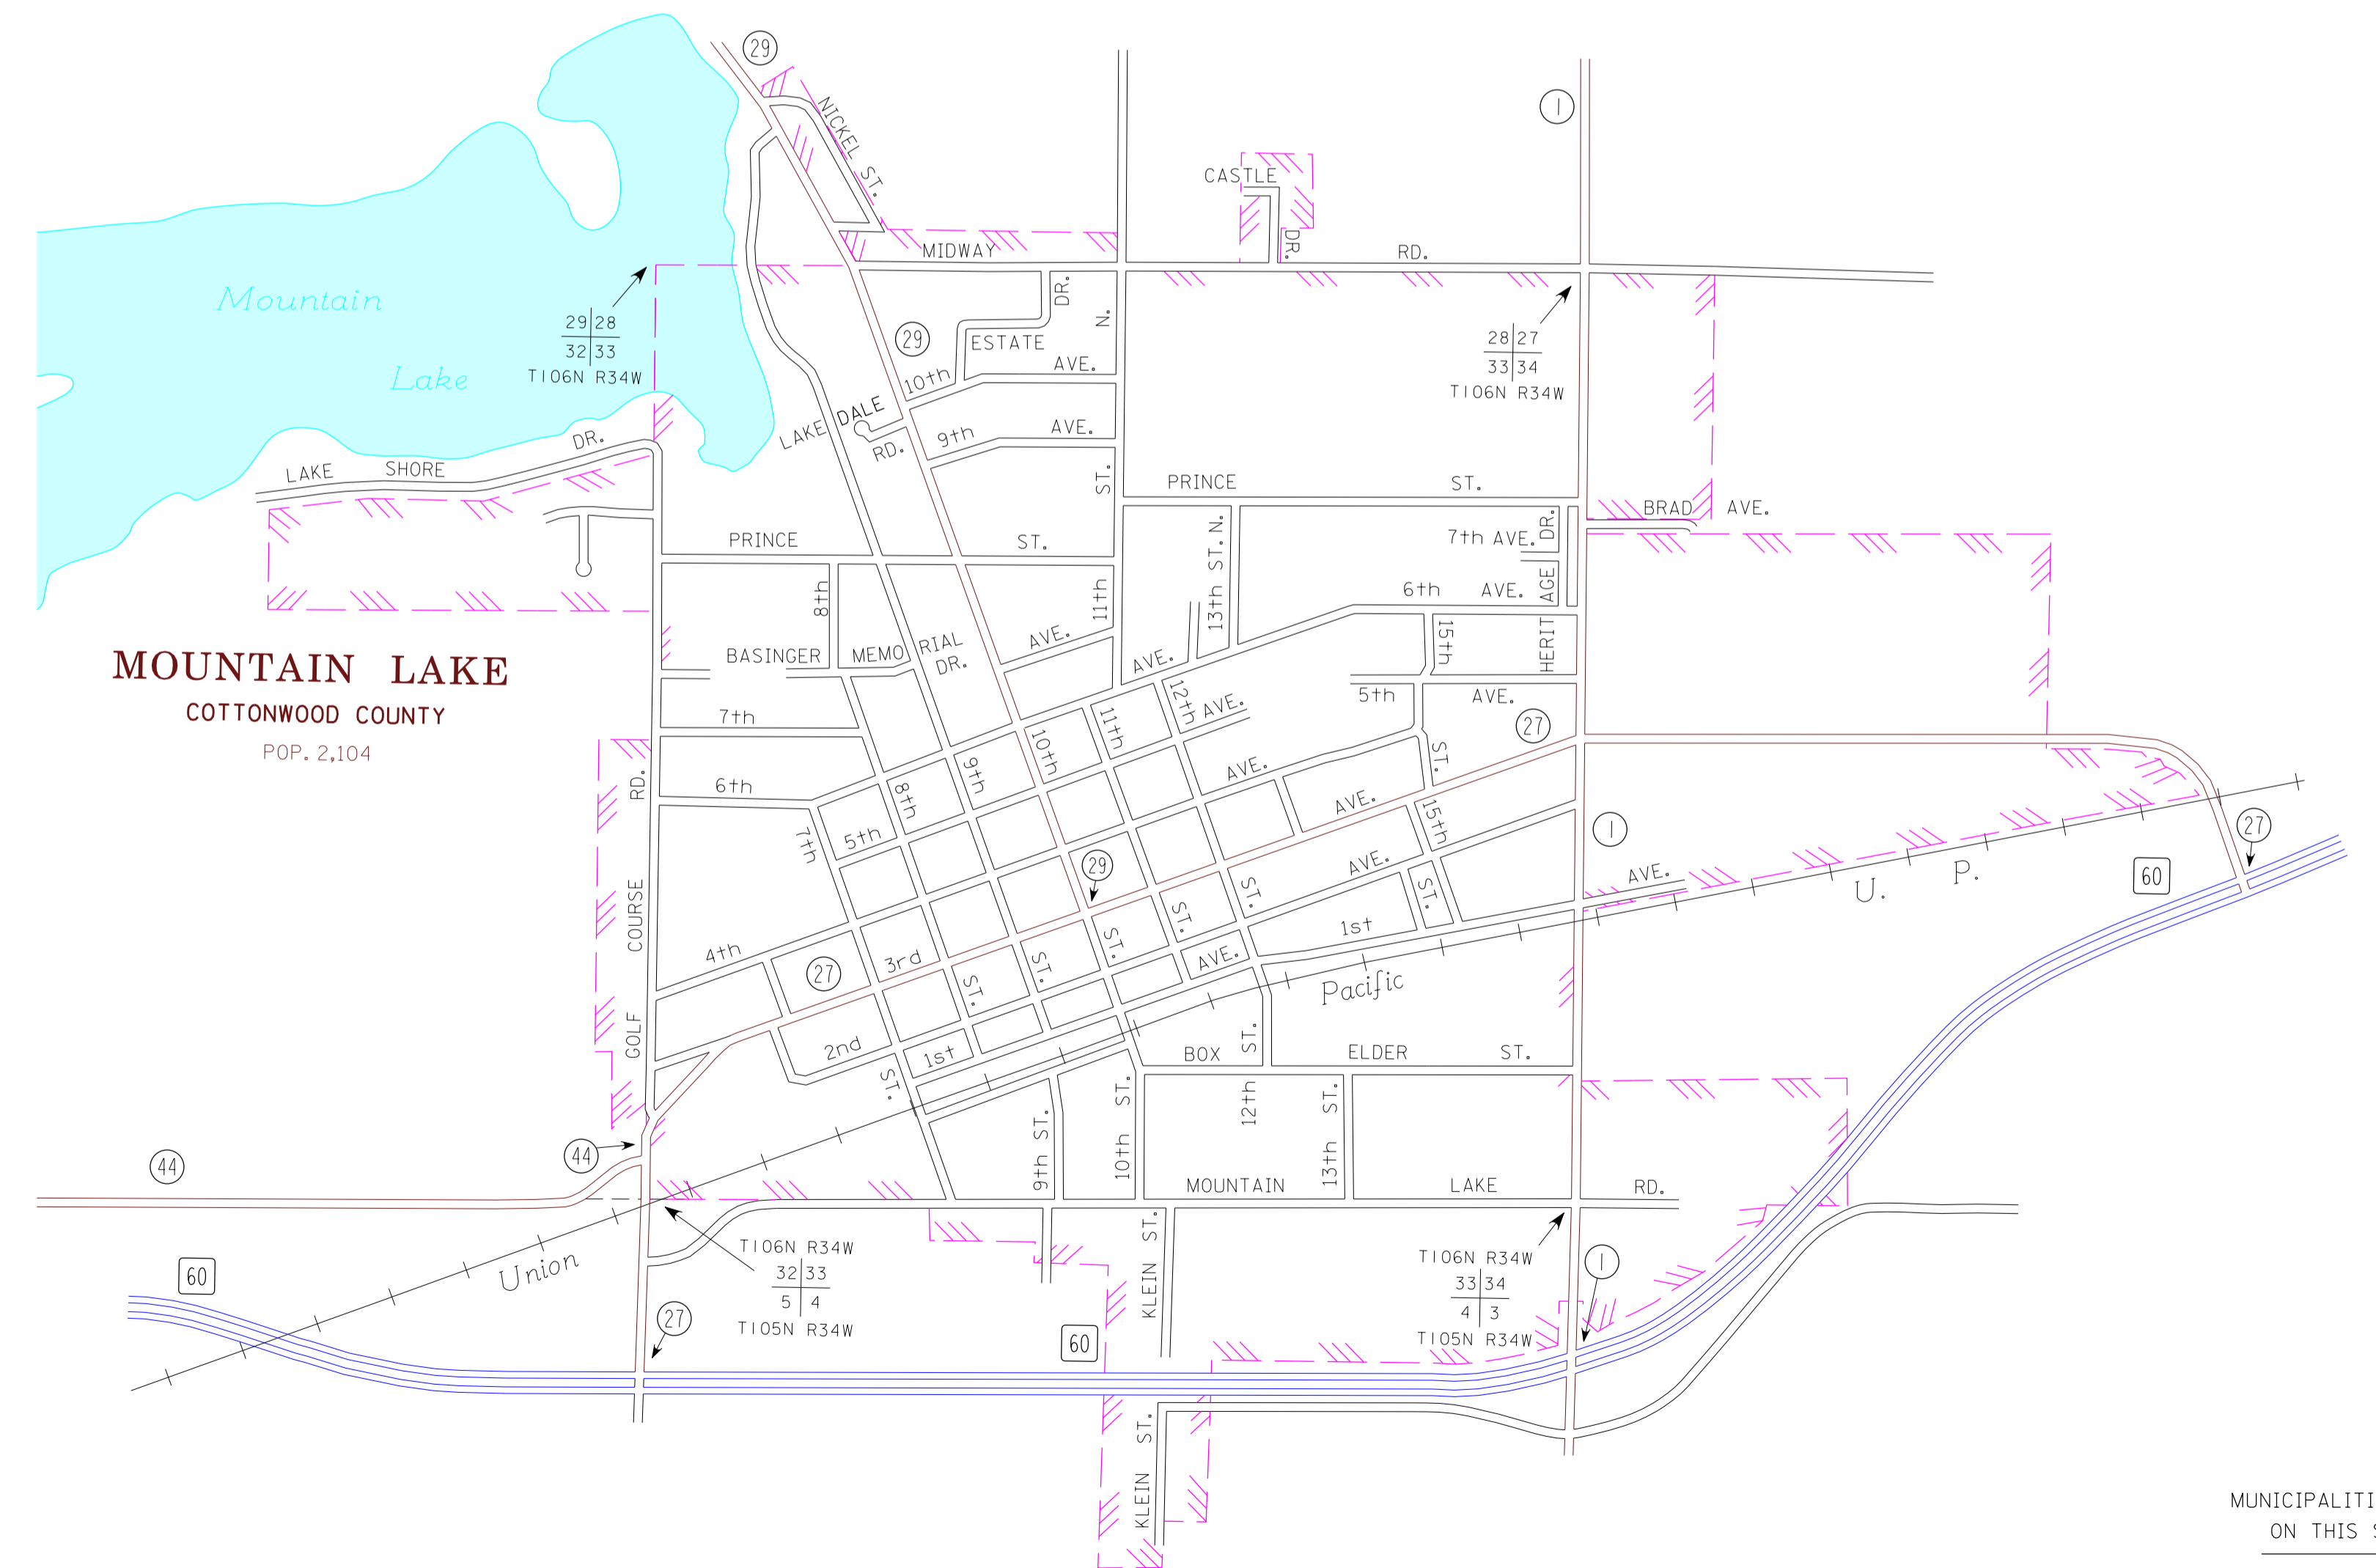 29
NICKEL ST.
1
CASTLE
DR.
MIDWAY
RD.
Mountain
Lake
29 28
32 33
T106N R34W
29
DR.
ESTATE
N.
10th
AVE.
28 27
33 34
T106N R34W
LAKE DALE
RD.
9th
AVE.
ST.
LAKE SHORE DR.
PRINCE
ST.
BRAD AVE.
PRINCE
ST.
13th ST. N.
7th AVE.
HERIT AGE DR.
6th AVE.
8th
11th
AVE.
AVE.
15th
MOUNTAIN LAKE
COTTONWOOD COUNTY
POP. 2,104
BASINGER MEMO RIAL
DR.
7th
12th
AVE.
5th
AVE.
27
11th
10th
9th
8th
7th
6th
5th
AVE.
ST.
AVE.
15th
1
27
GOLF COURSE RD.
29
AVE.
ST.
AVE.
U. P.
60
4th
27
3rd
ST.
ST.
ST.
ST.
ST.
AVE.
1st
Pacific
2nd
1st
ST.
BOX
ST.
ELDER
ST.
44
44
9th ST.
10th ST.
12th
13th ST.
MOUNTAIN
LAKE
RD.
60
Union
T106N R34W
32 33
5 4
T105N R34W
27
60
KLEIN ST.
T106N R34W
33 34
4 3
T105N R34W
1
KLEIN ST.
ON THIS